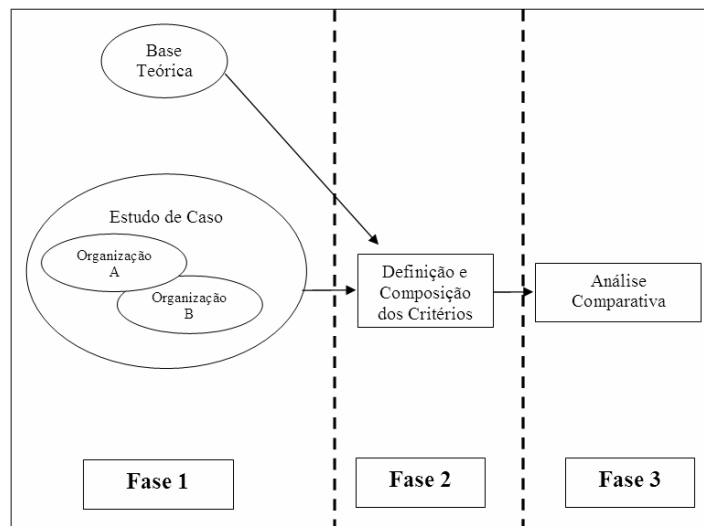 Base
Teórica
Estudo de Caso
Organização
A
Organização
B
Definição e
Composição
dos Critérios
Análise
Comparativa
Fase 1
Fase 2
Fase 3